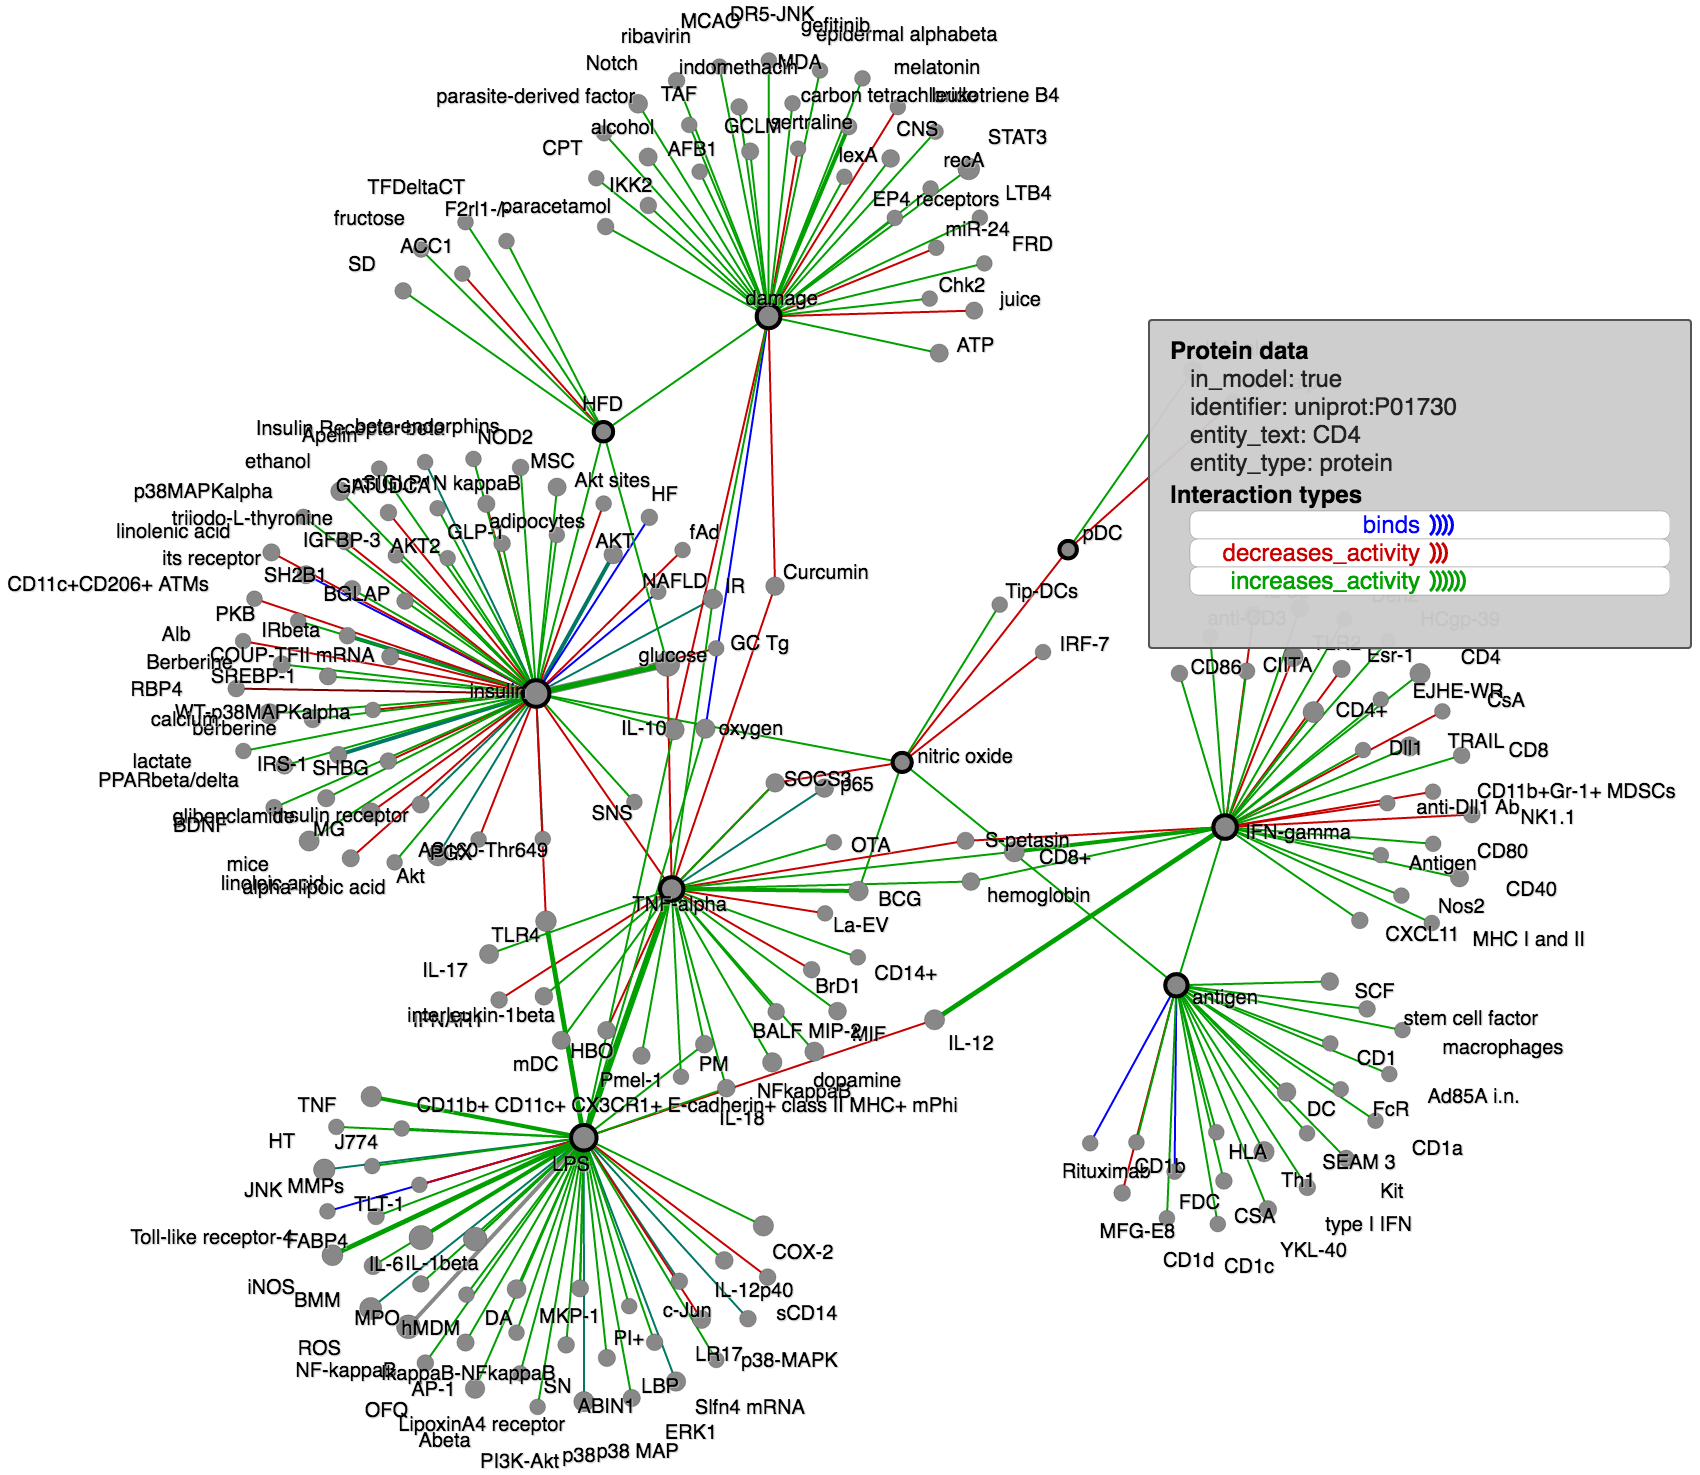 DR5-JNK
MCAO
gefitinib
ribavirin
epidermal alphabeta
Notch
indomethacin
MDA
melatonin
parasite-derived factor
TAF
carbon tetrachloride
leukotriene B4
alcohol
GCLM
sertraline
CNS
STAT3
CPT
AFB1
lexA
recA
TFDeltaCT
IKK2
EP4 receptors
LTB4
fructose
F2rl1-/-
paracetamol
miR-24
FRD
ACC1
SD
Chk2
juice
damage
ATP
HFD
Protein data
in_model: true
identifier: uniprot:P01730
entity_text: CD4
entity_type: protein
Interaction types
binds
decreases_activity
increases_activity
anti-CD3
HCgp-39
TLR2
Insulin Receptor-beta
beta-endorphins
Apelin
NOD2
ethanol
MSC
p38MAPKalpha
TUDCA
N kappaB
Akt sites
HF
triiodo-L-thyronine
linolenic acid
IGFBP-3
GLP-1
adipocytes
AKT2
AKT
fAd
its receptor
CD11c+CD206+ ATMs
SH2B1
BGLAP
NAFLD
IR
Curcumin
PKB
IRbeta
Alb
COUP-TFII mRNA
GC Tg
Berberine
SREBP-1
glucose
RBP4
insulin
WT-p38MAPKalpha
calcium
berberine
IL-10
oxygen
lactate
IRS-1
SHBG
PPARbeta/delta
SNS
glibenclamide
insulin receptor
BDNF
MG
AS160-Thr649
PGX
mice
linoleic acid
alpha-lipoic acid
Akt
pDC
Tip-DCs
IRF-7
nitric oxide
SOCS3
p65
OTA
S-petasin
CD8+
hemoglobin
BCG
La-EV
TNF-alpha
TLR4
IL-17
CD14+
BrD1
interleukin-1beta
IFNAR1
HBO
BALF
MIP-2
MIF
mDC
Pmel-1
PM
NFkappaB
dopamine
IL-12
CD86
CIITA
Esr-1
CD4
EJHE-WR
CsA
CD4+
Dll1
TRAIL
CD8
CD11b+Gr-1+ MDSCs
anti-Dll1 Ab
NK1.1
IFN-gamma
CD80
Antigen
CD40
Nos2
CXCL11
MHC I and II
antigen
SCF
stem cell factor
CD1
macrophages
Ad85A i.n.
DC
FcR
CD1a
HLA
SEAM 3
Rituximab
CD1b
Th1
Kit
FDC
CSA
type I IFN
MFG-E8
YKL-40
CD1d
CD1c
TNF
CD11b+ CD11c+ CX3CR1+ E-cadherin+ class II MHC+ mPhi
IL-18
HT
J774
LPS
JNK
MMPs
TLT-1
Toll-like receptor-4
FABP4
IL-6
IL-1beta
COX-2
iNOS
BMM
IL-12p40
MPO
hMDM
DA
MKP-1
c-Jun
sCD14
PI+
ROS
LR17
p38-MAPK
NF-kappaB
IkappaB-NFkappaB
AP-1
SN
LBP
OFQ
ABIN1
Slfn4 mRNA
LipoxinA4 receptor
Abeta
ERK1
PI3K-Akt
p38
p38 MAP